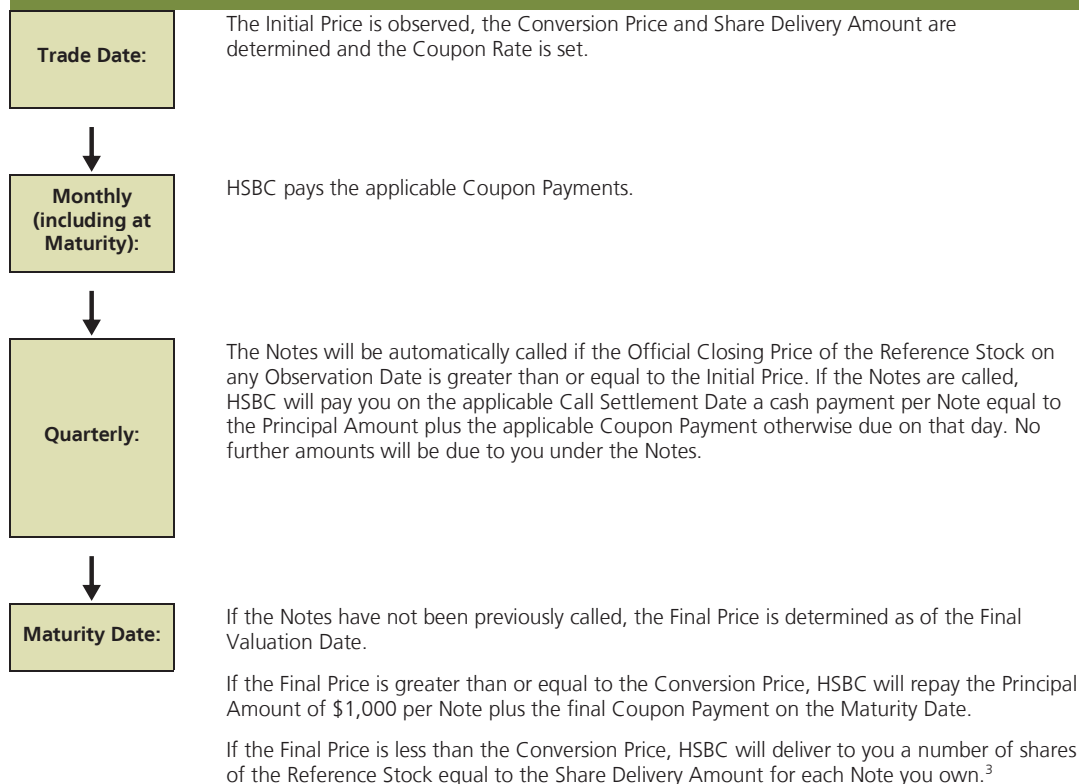 Trade Date:
The Initial Price is observed, the Conversion Price and Share Delivery Amount are
determined and the Coupon Rate is set.
Monthly
(including at
Maturity):
HSBC pays the applicable Coupon Payments.
Quarterly:
The Notes will be automatically called if the Official Closing Price of the Reference Stock on
any Observation Date is greater than or equal to the Initial Price. If the Notes are called,
HSBC will pay you on the applicable Call Settlement Date a cash payment per Note equal to
the Principal Amount plus the applicable Coupon Payment otherwise due on that day. No
further amounts will be due to you under the Notes.
Maturity Date:
If the Notes have not been previously called, the Final Price is determined as of the Final
Valuation Date.
If the Final Price is greater than or equal to the Conversion Price, HSBC will repay the Principal
Amount of $1,000 per Note plus the final Coupon Payment on the Maturity Date.
If the Final Price is less than the Conversion Price, HSBC will deliver to you a number of shares
of the Reference Stock equal to the Share Delivery Amount for each Note you own.³